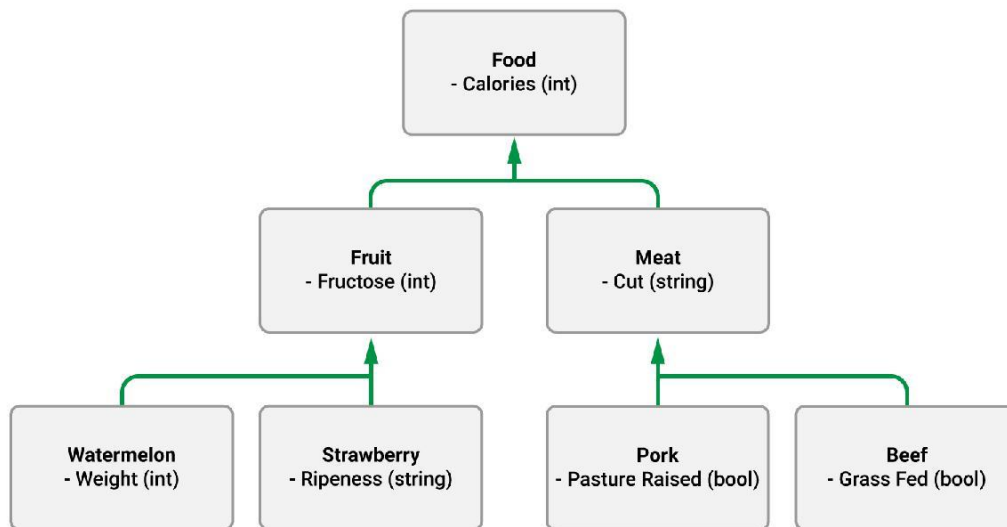 Food
- Calories (int)
Fruit
- Fructose (int)
Meat
- Cut (string)
Watermelon
- Weight (int)
Strawberry
- Ripeness (string)
Pork
- Pasture Raised (bool)
Beef
- Grass Fed (bool)